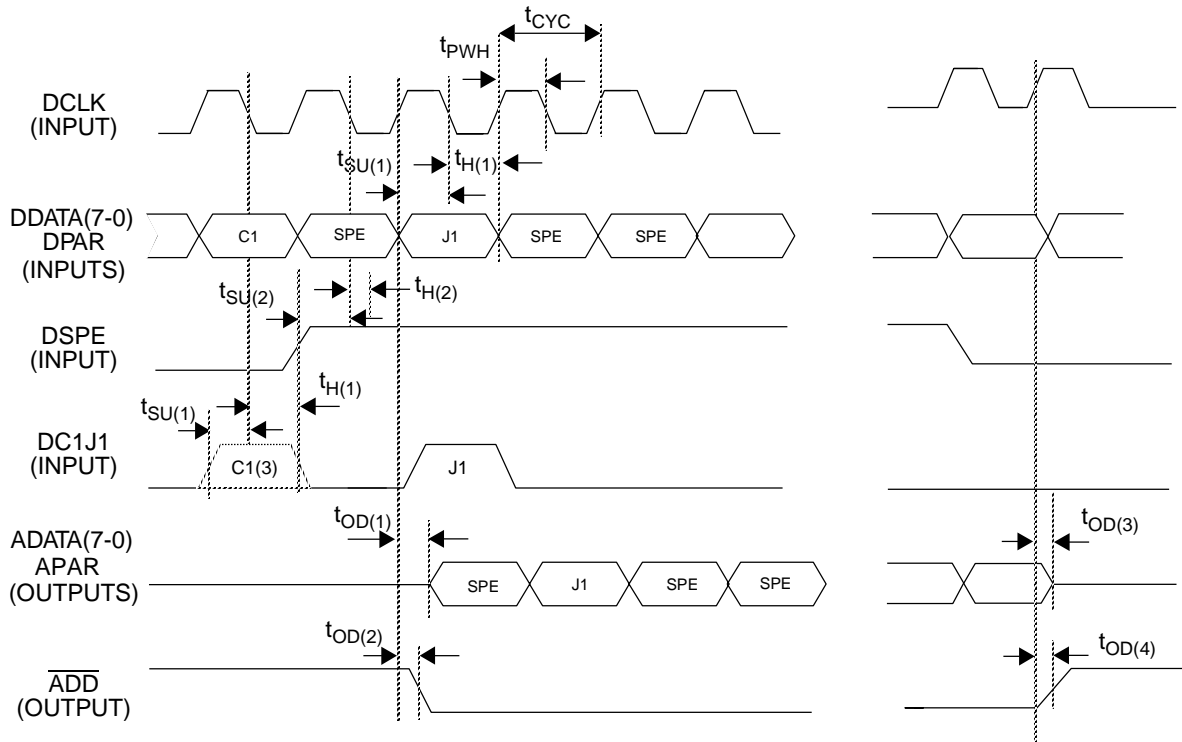 tCYC
tPWH
DCLK
(INPUT)
tSU(1)
tH(1)
DDATA(7-0)
DPAR
(INPUTS)
C1
SPE
J1
SPE
SPE
tSU(2)
tH(2)
DSPE
(INPUT)
tSU(1)
tH(1)
DC1J1
(INPUT)
C1(3)
J1
tOD(1)
tOD(3)
ADATA(7-0)
APAR
(OUTPUTS)
SPE
J1
SPE
SPE
tOD(2)
tOD(4)
ADD
(OUTPUT)